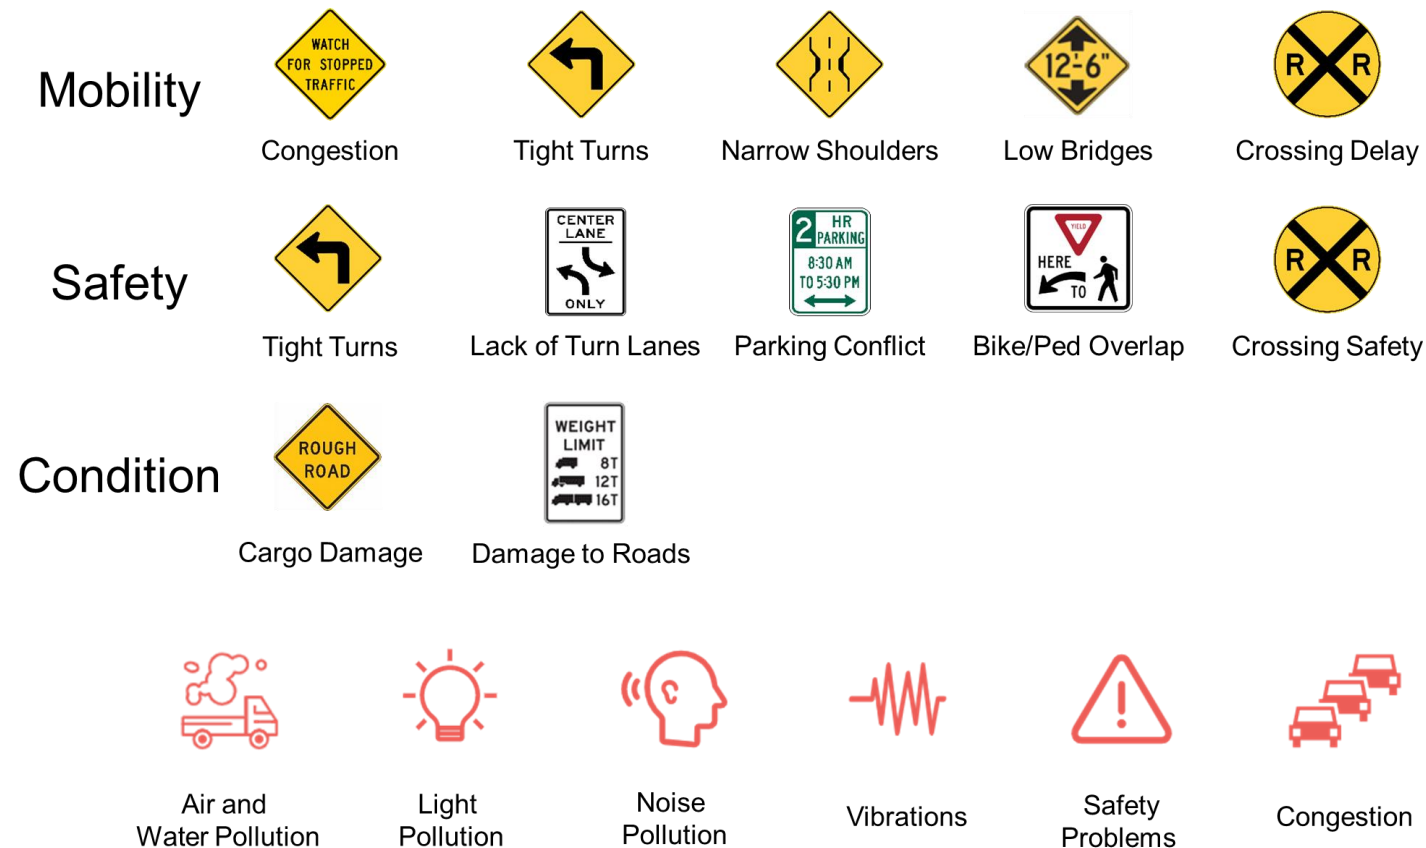 Mobility
WATCH
FOR STOPPED
TRAFFIC
Congestion
Tight Turns
Narrow Shoulders
12'-6"
Low Bridges
R R
Crossing Delay
Safety
Tight Turns
CENTER
LANE
ONLY
Lack of Turn Lanes
2 HR
PARKING
8:30 AM
TO 5:30 PM
Parking Conflict
YIELD
HERE
TO
Bike/Ped Overlap
R R
Crossing Safety
Condition
ROUGH
ROAD
Cargo Damage
WEIGHT
LIMIT
8T
12T
16T
Damage to Roads
Air and
Water Pollution
Light
Pollution
Noise
Pollution
Vibrations
Safety
Problems
Congestion